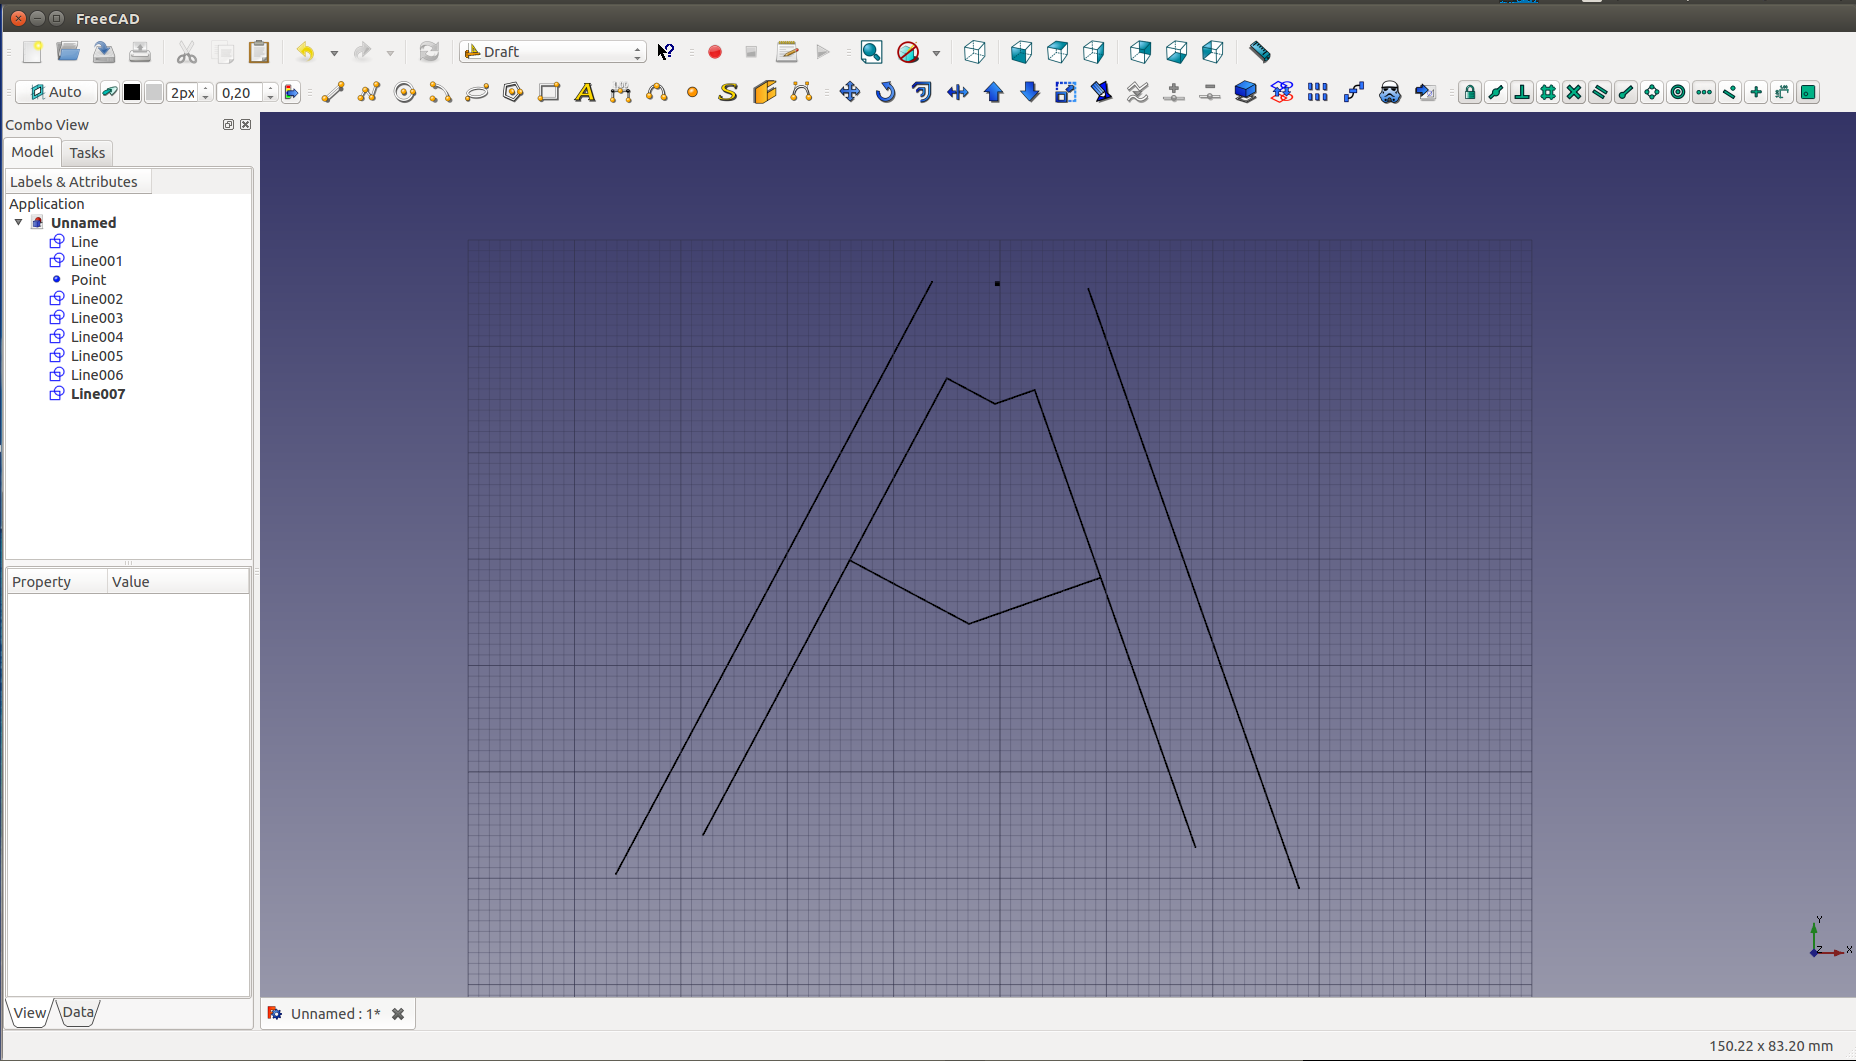 FreeCAD
Draft
Auto
2px
0,20
Combo View
Model
Tasks
Labels & Attributes
Application
Unnamed
Line
Line001
Point
Line002
Line003
Line004
Line005
Line006
Line007
Property
Value
View
Data
Unnamed : 1*
Y
Z
X
150.22 x 83.20 mm